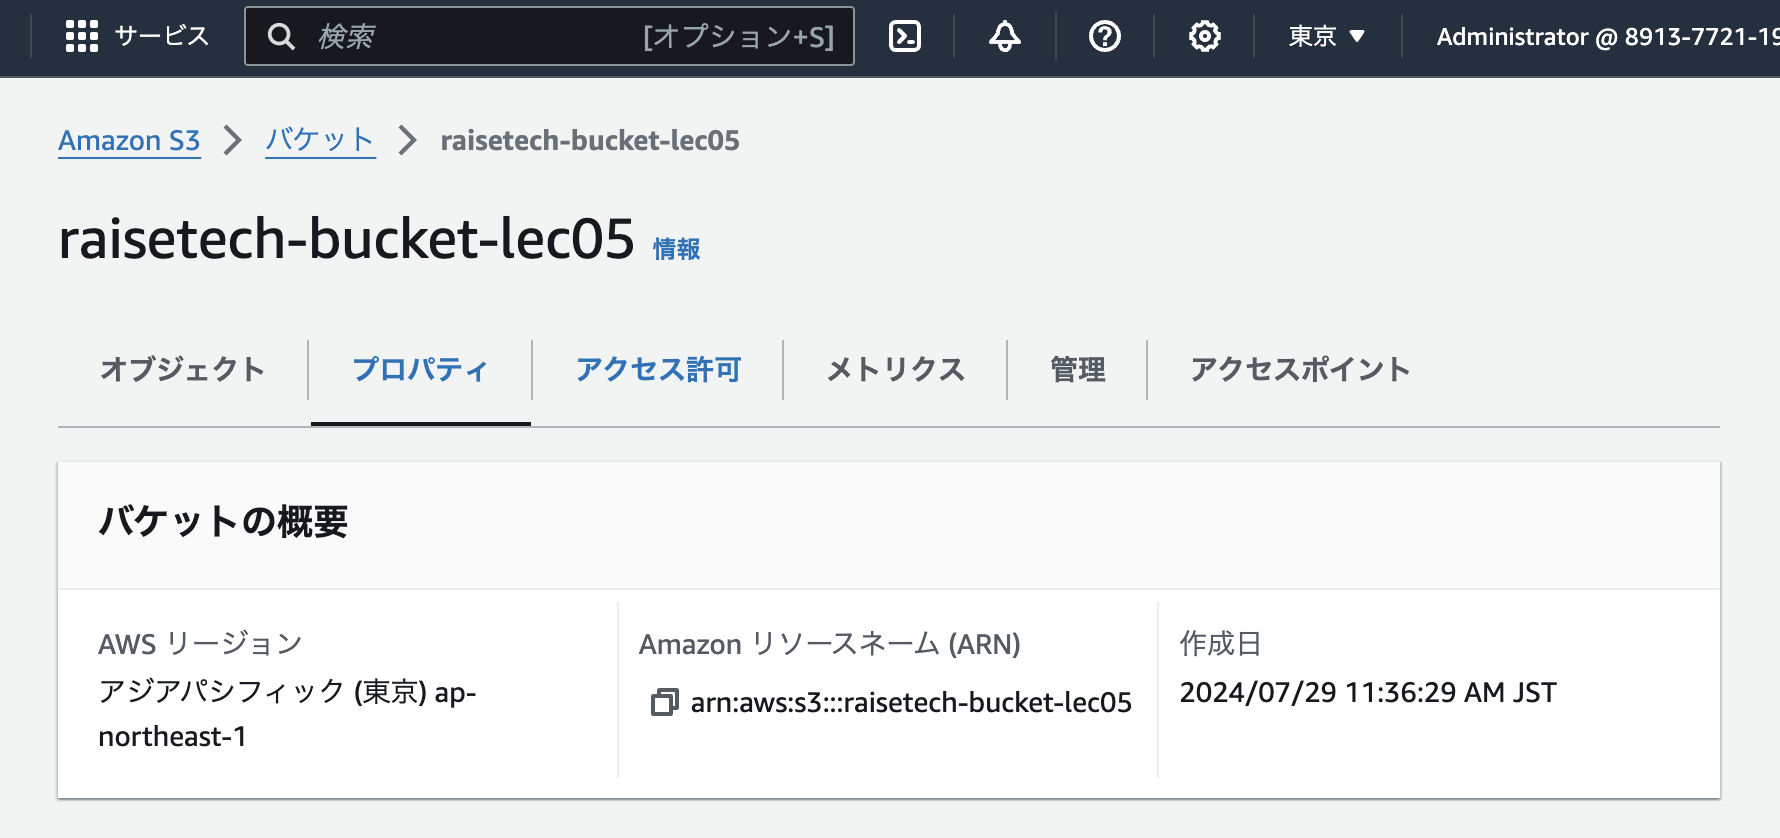 サービス 検索 [オプション+S] 東京 Administrator @ 8913-7721-19
Amazon S3 バケット raisetech-bucket-lec05
raisetech-bucket-lec05 情報
オブジェクト プロパティ アクセス許可 メトリクス 管理 アクセスポイント
バケットの概要
AWS リージョン
アジアパシフィック (東京) ap-
northeast-1
Amazon リソースネーム (ARN)
arn:aws:s3:::raisetech-bucket-lec05
作成日
2024/07/29 11:36:29 AM JST